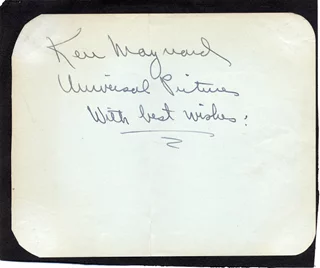 Ken Maynard
Universal Pictures
With best wishes: